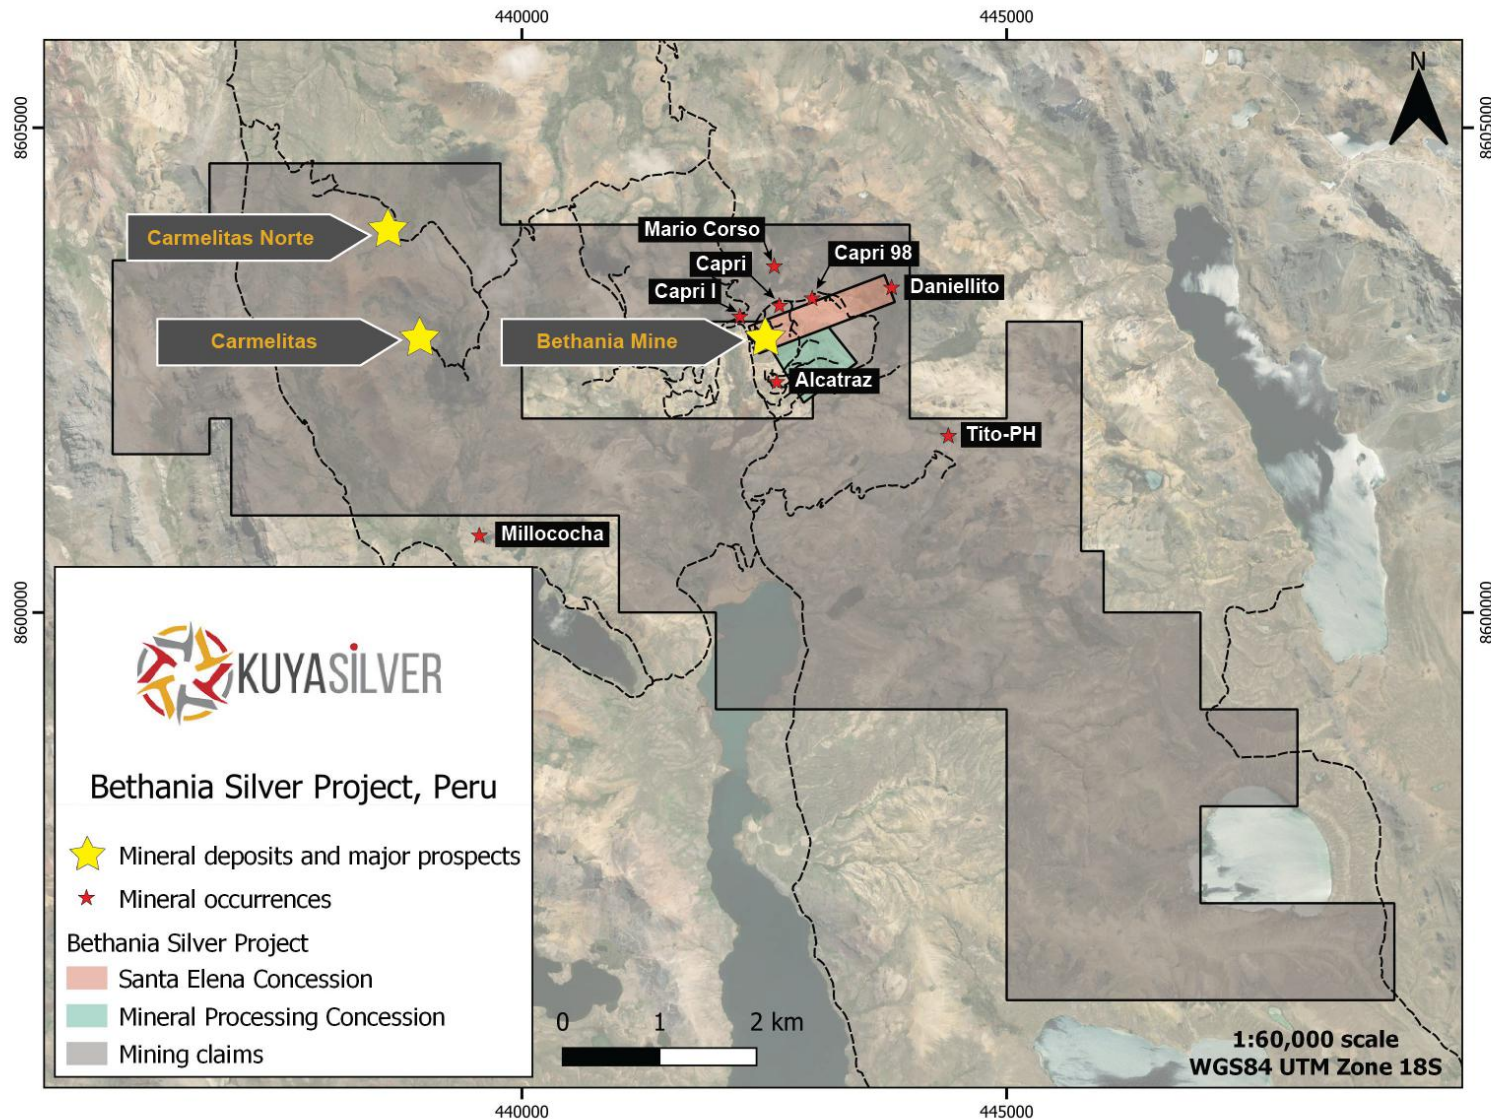 440000
445000
N
8605000
8605000
Mario Corso
Carmelitas Norte
Capri 98
Capri
Capri I
Daniellito
Carmelitas
Bethania Mine
Alcatraz
Tito-PH
Millococha
8600000
8600000
KUYASILVER
Bethania Silver Project, Peru
Mineral deposits and major prospects
Mineral occurrences
Bethania Silver Project
Santa Elena Concession
Mineral Processing Concession
Mining claims
0 1 2 km
1:60,000 scale
WGS84 UTM Zone 18S
440000
445000